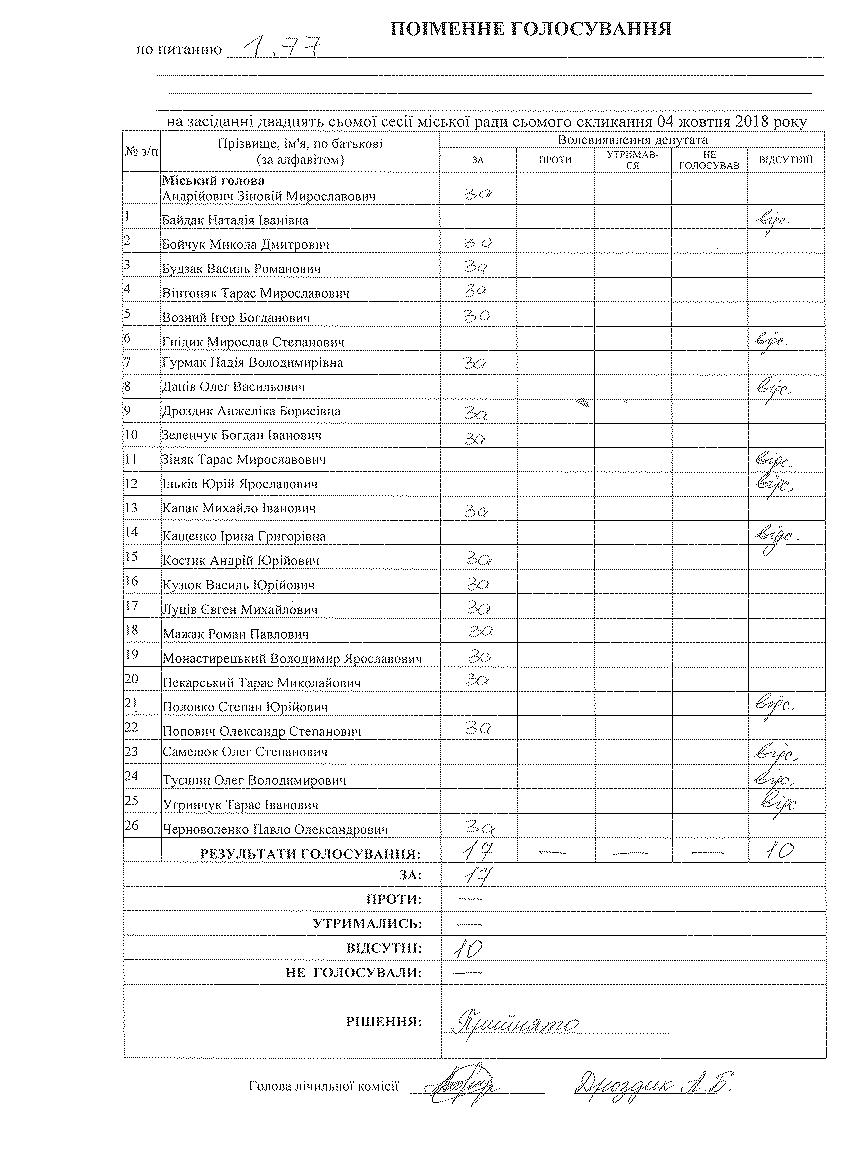 ПОІМЕННЕ ГОЛОСУВАННЯ
по питанню 1.77
на засіданні двадцять сьомої сесії міської ради сьомого скликання 04 жовтня 2018 року
№ з/п Прізвище, ім'я, по батькові (за алфавітом) Волевиявлення депутата
ЗА ПРОТИ УТРИМАВ-СЯ НЕ ГОЛОСУВАВ ВІДСУТНІЙ
Міський голова
Андрійович Зіновій Мирославович за
1 Байдак Наталія Іванівна відс.
2 Бойчук Микола Дмитрович за
3 Будзак Василь Романович за
4 Вінтоняк Тарас Мирославович за
5 Возний Ігор Богданович за
6 Гнідик Мирослав Степанович відс.
7 Гурмак Надія Володимирівна за
8 Данів Олег Васильович відс.
9 Дроздик Анжеліка Борисівна за
10 Зеленчук Богдан Іванович за
11 Зіняк Тарас Мирославович відс.
12 Ільків Юрій Ярославович відс.
13 Капак Михайло Іванович за
14 Кащенко Ірина Григорівна відс.
15 Костик Андрій Юрійович за
16 Кузюк Василь Юрійович за
17 Луців Євген Михайлович за
18 Мажак Роман Павлович за
19 Монастирецький Володимир Ярославович за
20 Пекарський Тарас Миколайович за
21 Половко Степан Юрійович відс.
22 Попович Олександр Степанович за
23 Самелюк Олег Степанович відс.
24 Тусшин Олег Володимирович відс.
25 Угринчук Тарас Іванович відс
26 Черноволенко Павло Олександрович за
РЕЗУЛЬТАТИ ГОЛОСУВАННЯ: 17 — — — 10
ЗА: 17
ПРОТИ: —
УТРИМАЛИСЬ: —
ВІДСУТНІ: 10
НЕ ГОЛОСУВАЛИ: —
РІШЕННЯ: Прийнято
Голова лічильної комісії Дроздик А.Б.